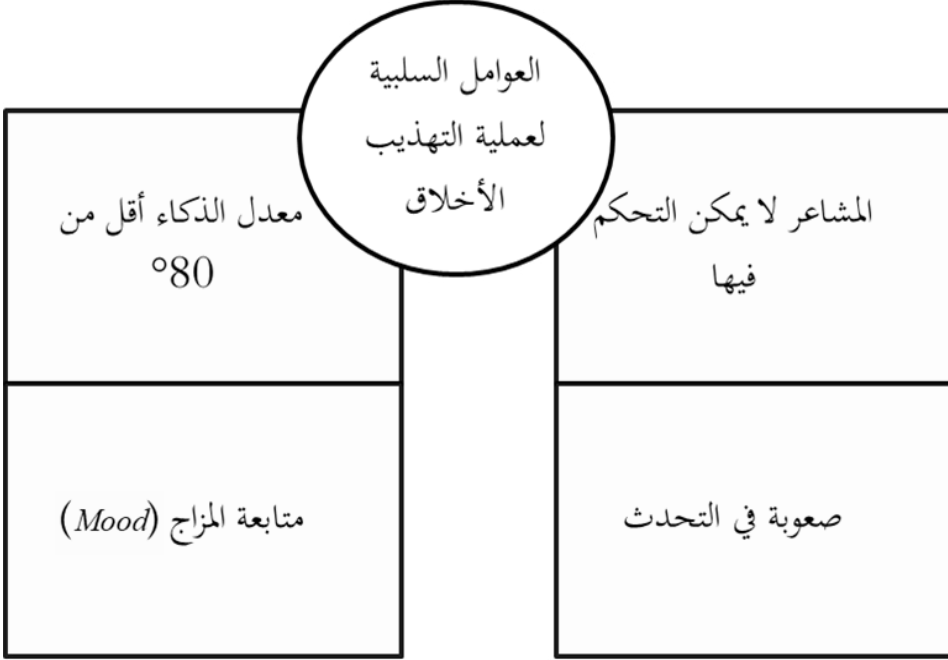 العوامل السلبية
لعملية التهذيب
الأخلاق
المشاعر لا يمكن التحكم
فيها
معدل الذكاء أقل من
80°
صعوبة في التحدث
متابعة المزاج (Mood)